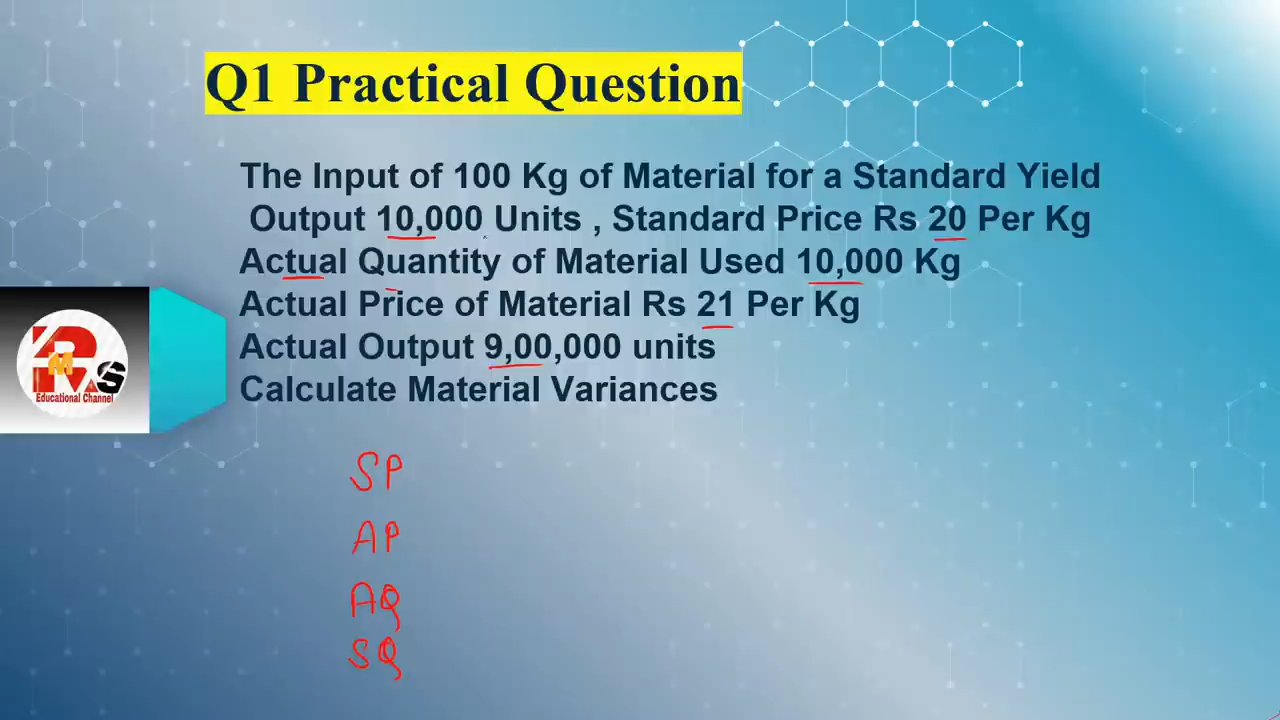 Q1 Practical Question
The Input of 100 Kg of Material for a Standard Yield
Output 10,000 Units , Standard Price Rs 20 Per Kg
Actual Quantity of Material Used 10,000 Kg
Actual Price of Material Rs 21 Per Kg
Actual Output 9,00,000 units
Calculate Material Variances
M
S
Educational Channel
SP
AP
AQ
SQ